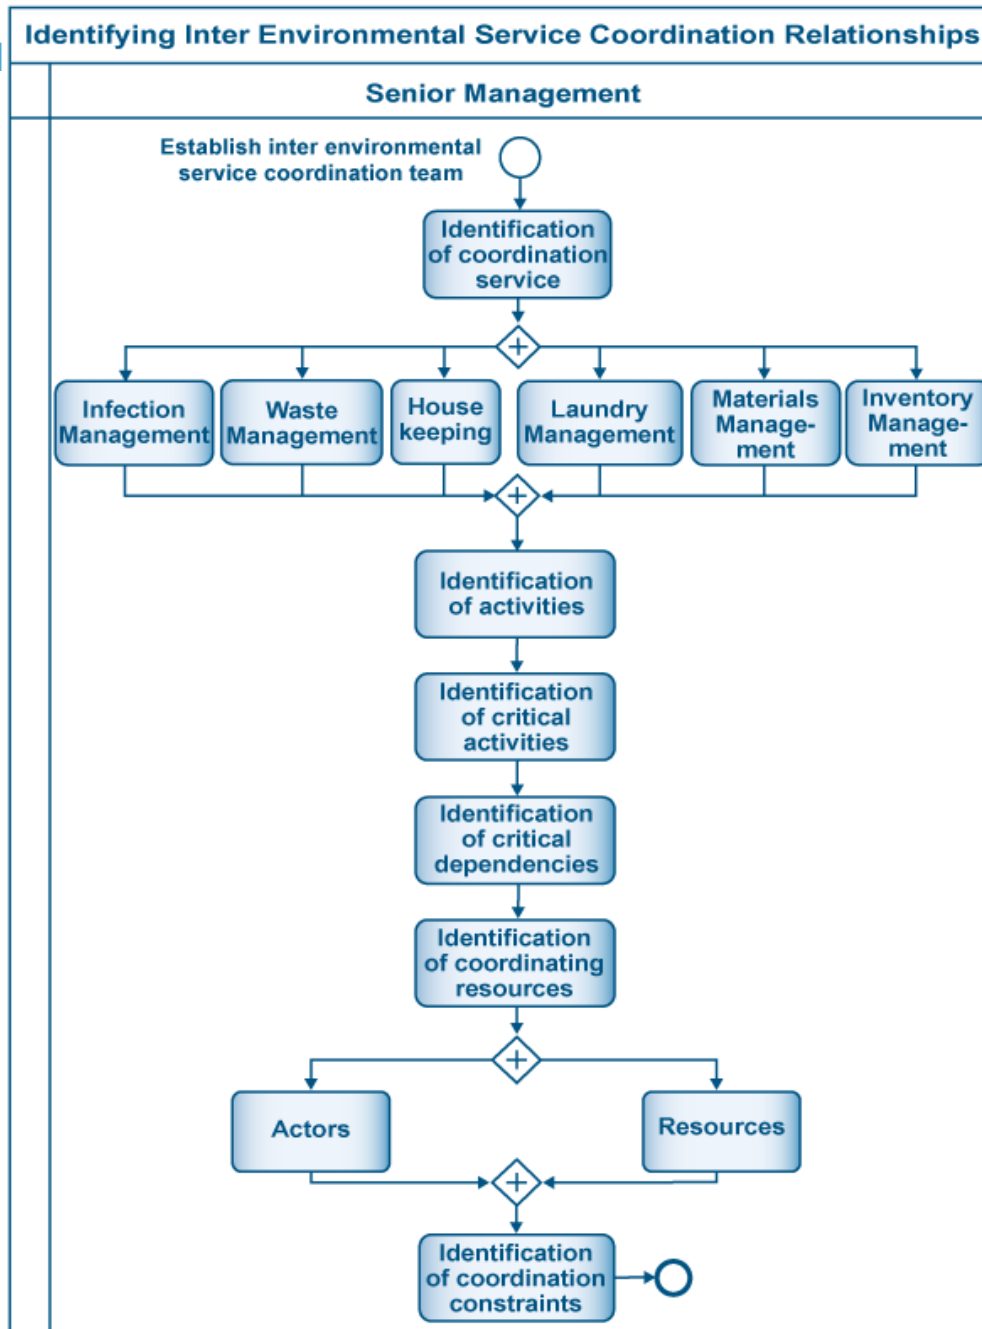 Identifying Inter Environmental Service Coordination Relationships
Senior Management
Establish inter environmental
service coordination team
Identification
of coordination
service
Infection
Management
Waste
Management
House
keeping
Laundry
Management
Materials
Manage-
ment
Inventory
Manage-
ment
Identification
of activities
Identification
of critical
activities
Identification
of critical
dependencies
Identification
of coordinating
resources
Actors
Resources
Identification
of coordination
constraints